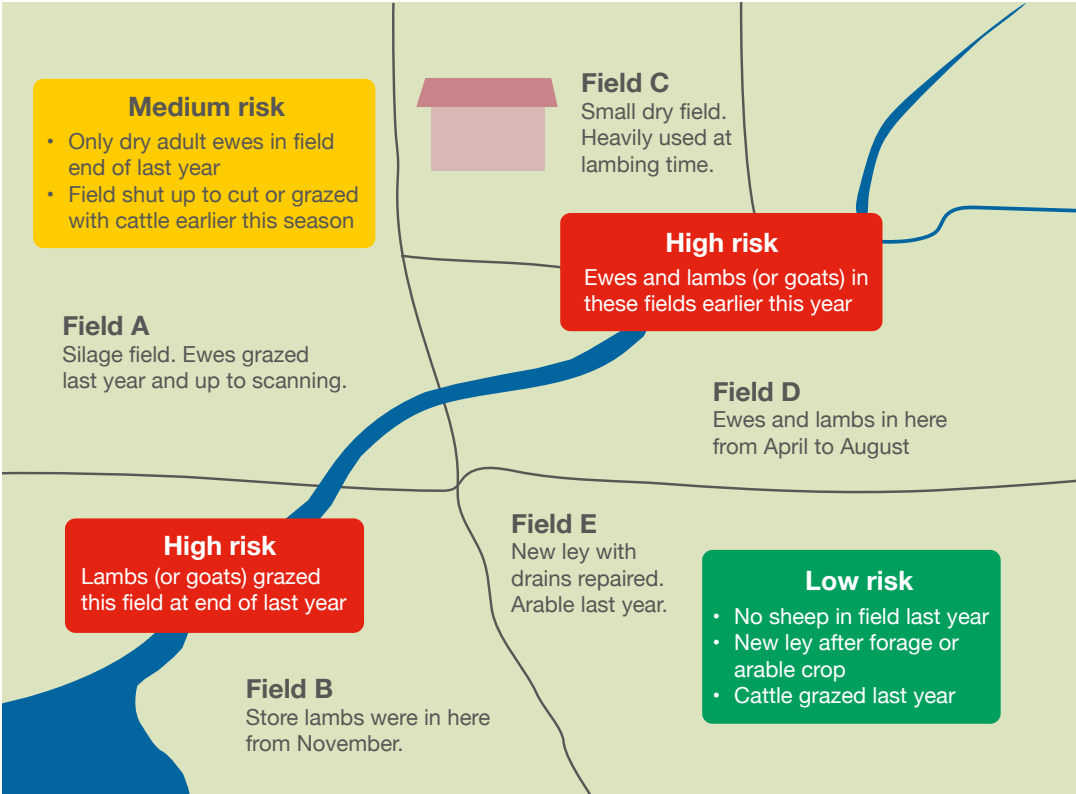 Medium risk
• Only dry adult ewes in field
end of last year
• Field shut up to cut or grazed
with cattle earlier this season
Field C
Small dry field.
Heavily used at
lambing time.
High risk
Ewes and lambs (or goats) in
these fields earlier this year
Field A
Silage field. Ewes grazed
last year and up to scanning.
Field D
Ewes and lambs in here
from April to August
High risk
Lambs (or goats) grazed
this field at end of last year
Field E
New ley with
drains repaired.
Arable last year.
Low risk
• No sheep in field last year
• New ley after forage or
arable crop
• Cattle grazed last year
Field B
Store lambs were in here
from November.